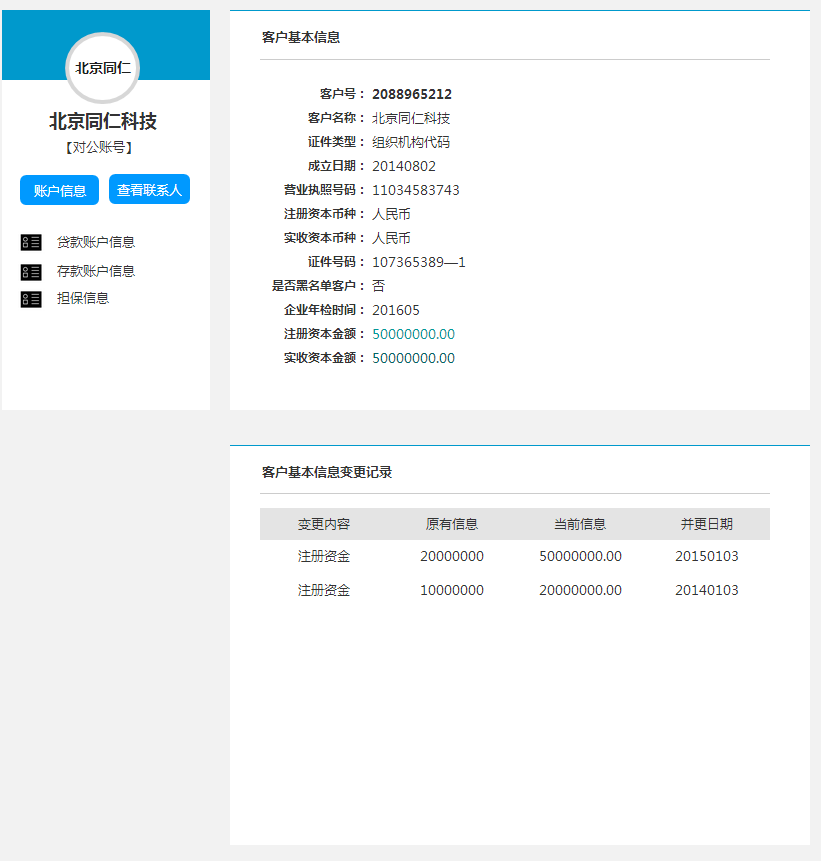 北京同仁
北京同仁科技
【对公账号】
账户信息 查看联系人
贷款账户信息
存款账户信息
担保信息
客户基本信息
客户号： 2088965212
客户名称： 北京同仁科技
证件类型： 组织机构代码
成立日期： 20140802
营业执照号码： 11034583743
注册资本币种： 人民币
实收资本币种： 人民币
证件号码： 107365389—1
是否黑名单客户： 否
企业年检时间： 201605
注册资本金额： 50000000.00
实收资本金额： 50000000.00
客户基本信息变更记录
变更内容 原有信息 当前信息 并更日期
注册资金 20000000 50000000.00 20150103
注册资金 10000000 20000000.00 20140103